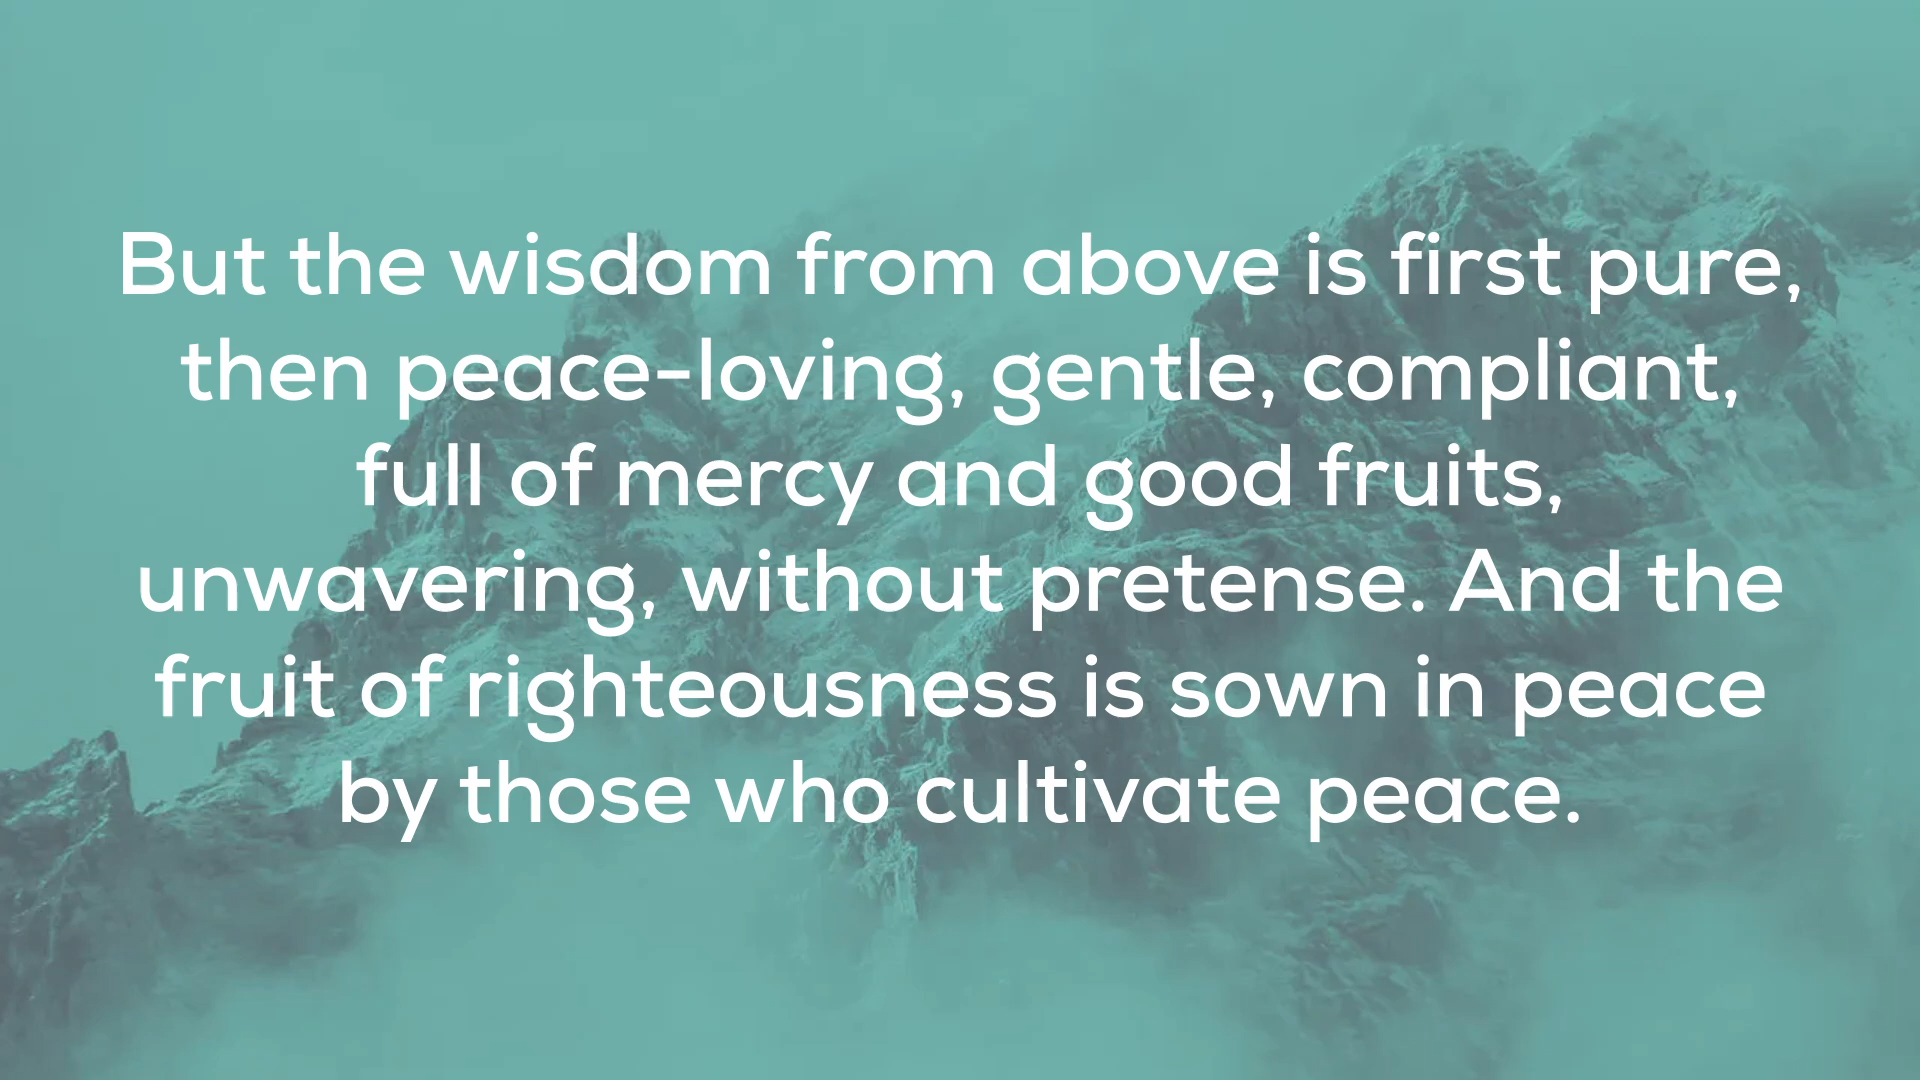 But the wisdom from above is first pure,
then peace-loving, gentle, compliant,
full of mercy and good fruits,
unwavering, without pretense. And the
fruit of righteousness is sown in peace
by those who cultivate peace.